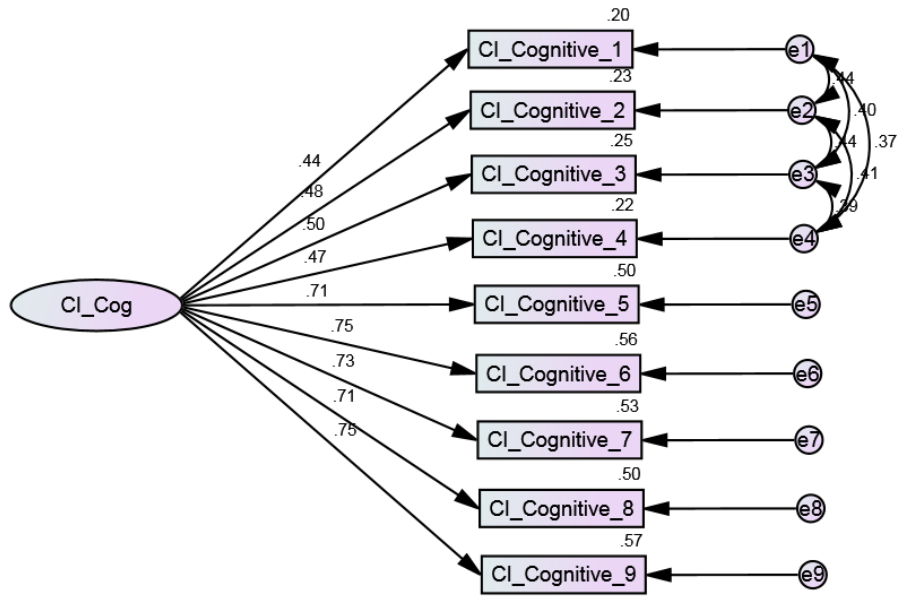 .20
CI_Cognitive_1
e1
.23
.44
CI_Cognitive_2
e2
.40
.25
.44
.37
.44
CI_Cognitive_3
e3
.41
.48
.22
.39
.50
CI_Cognitive_4
e4
.47
.50
.71
CI_Cog
CI_Cognitive_5
e5
.75
.56
.73
CI_Cognitive_6
e6
.71
.53
.75
CI_Cognitive_7
e7
.50
CI_Cognitive_8
e8
.57
CI_Cognitive_9
e9